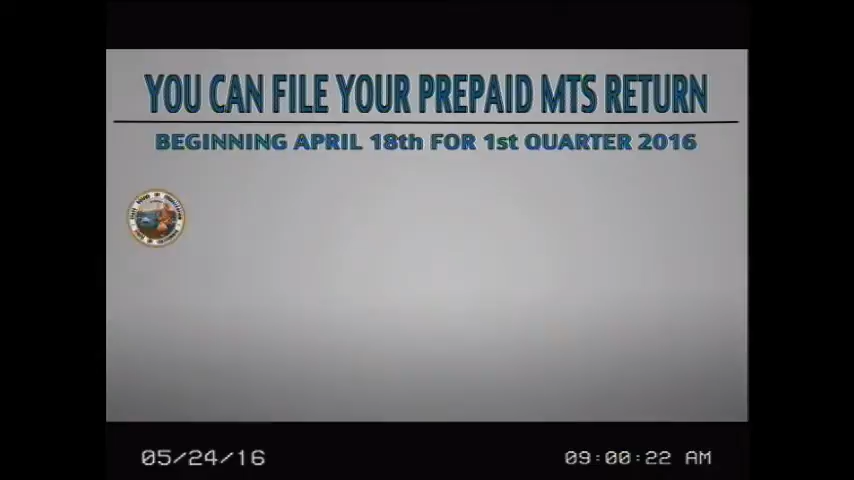 YOU CAN FILE YOUR PREPAID MTS RETURN
BEGINNING APRIL 18th FOR 1st QUARTER 2016
05/24/16
09:00:22 AM